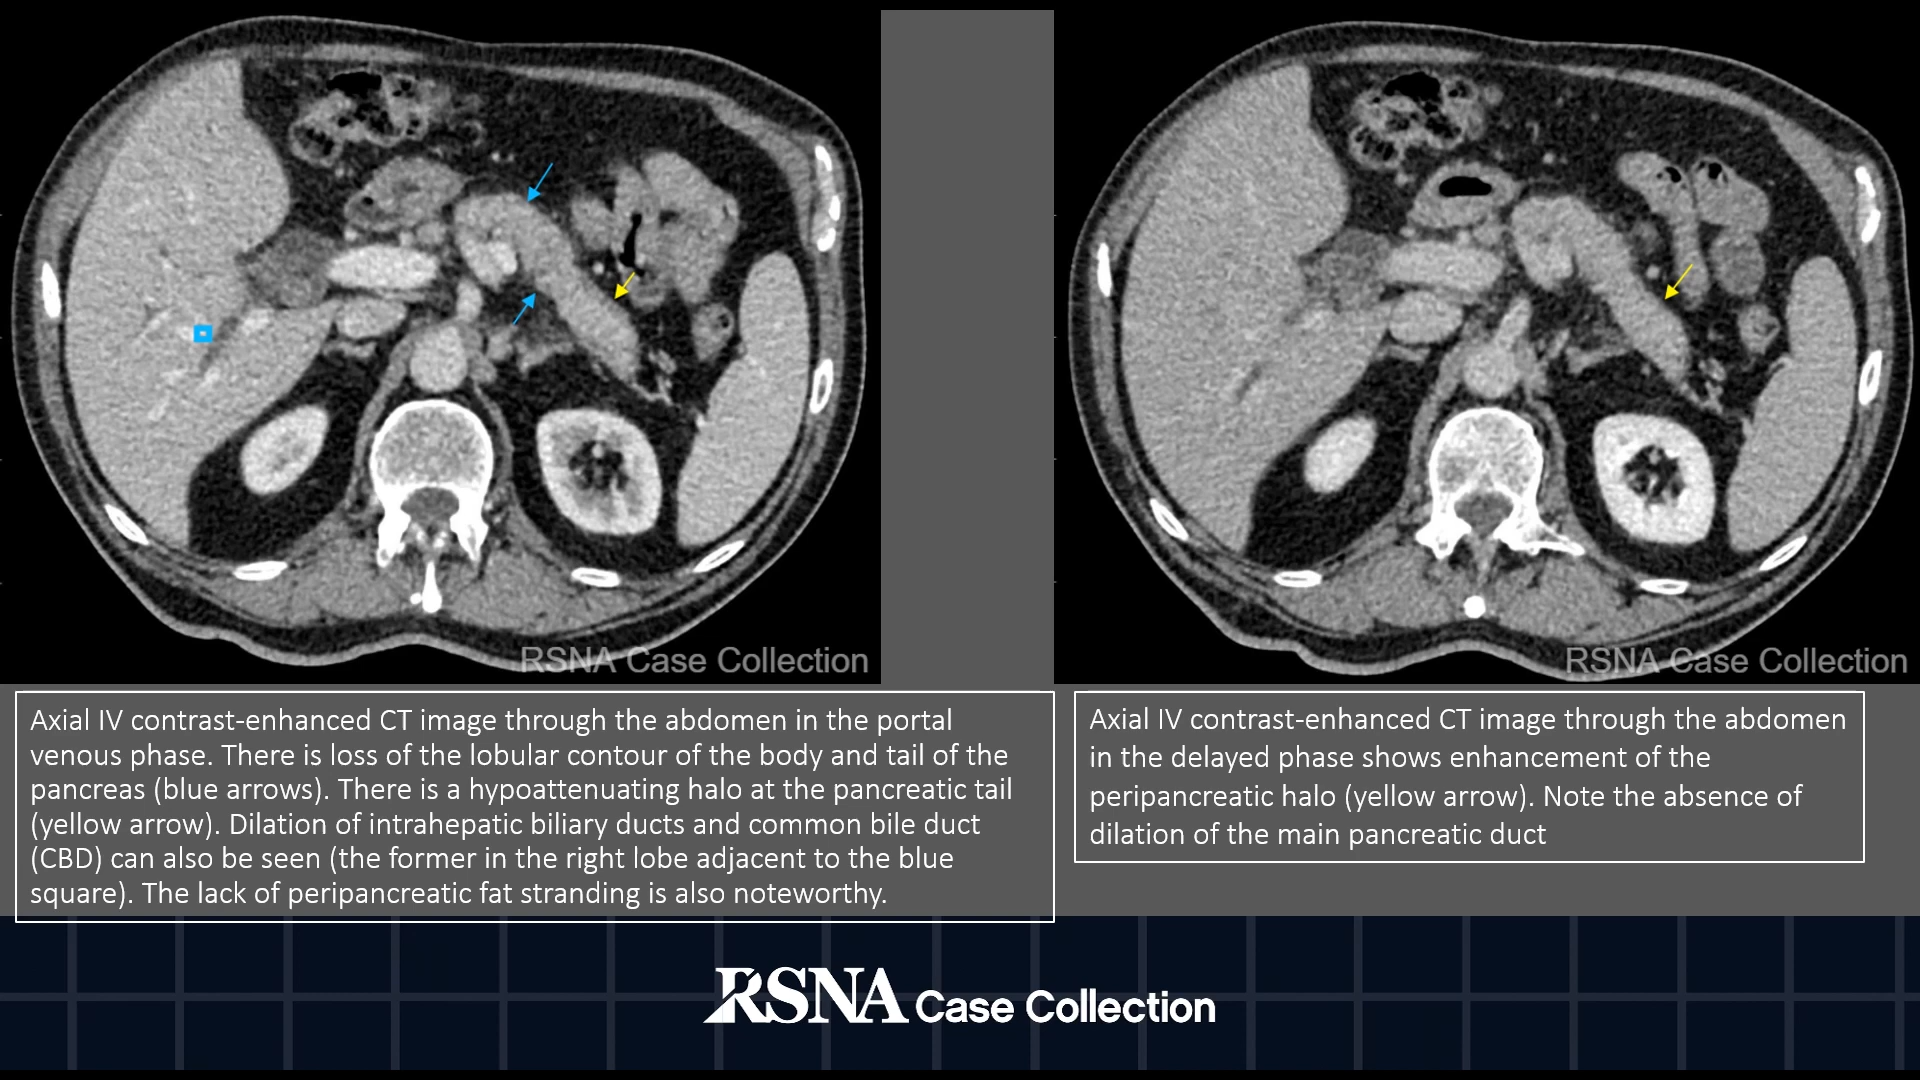 RSNA Case Collection
RSNA Case Collection
Axial IV contrast-enhanced CT image through the abdomen in the portal
venous phase. There is loss of the lobular contour of the body and tail of the
pancreas (blue arrows). There is a hypoattenuating halo at the pancreatic tail
(yellow arrow). Dilation of intrahepatic biliary ducts and common bile duct
(CBD) can also be seen (the former in the right lobe adjacent to the blue
square). The lack of peripancreatic fat stranding is also noteworthy.
Axial IV contrast-enhanced CT image through the abdomen
in the delayed phase shows enhancement of the
peripancreatic halo (yellow arrow). Note the absence of
dilation of the main pancreatic duct
RSNA Case Collection